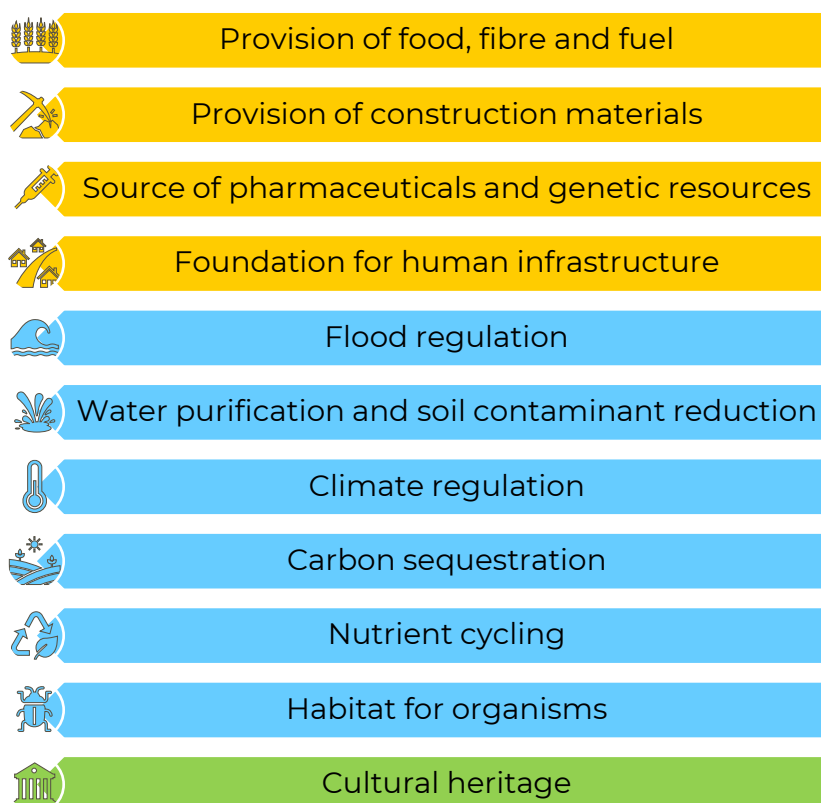 Provision of food, fibre and fuel
Provision of construction materials
Source of pharmaceuticals and genetic resources
Foundation for human infrastructure
Flood regulation
Water purification and soil contaminant reduction
Climate regulation
Carbon sequestration
Nutrient cycling
Habitat for organisms
Cultural heritage